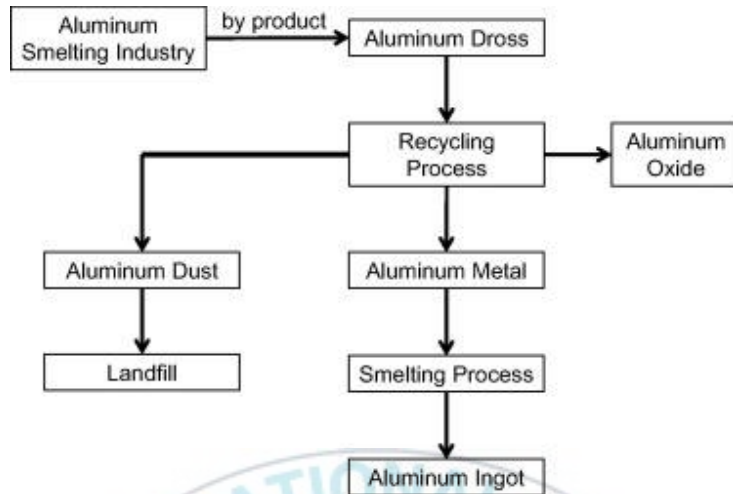 Aluminum
Smelting Industry
by product
Aluminum Dross
Recycling
Process
Aluminum
Oxide
Aluminum Dust
Aluminum Metal
Landfill
Smelting Process
Aluminum Ingot
ATIONAL